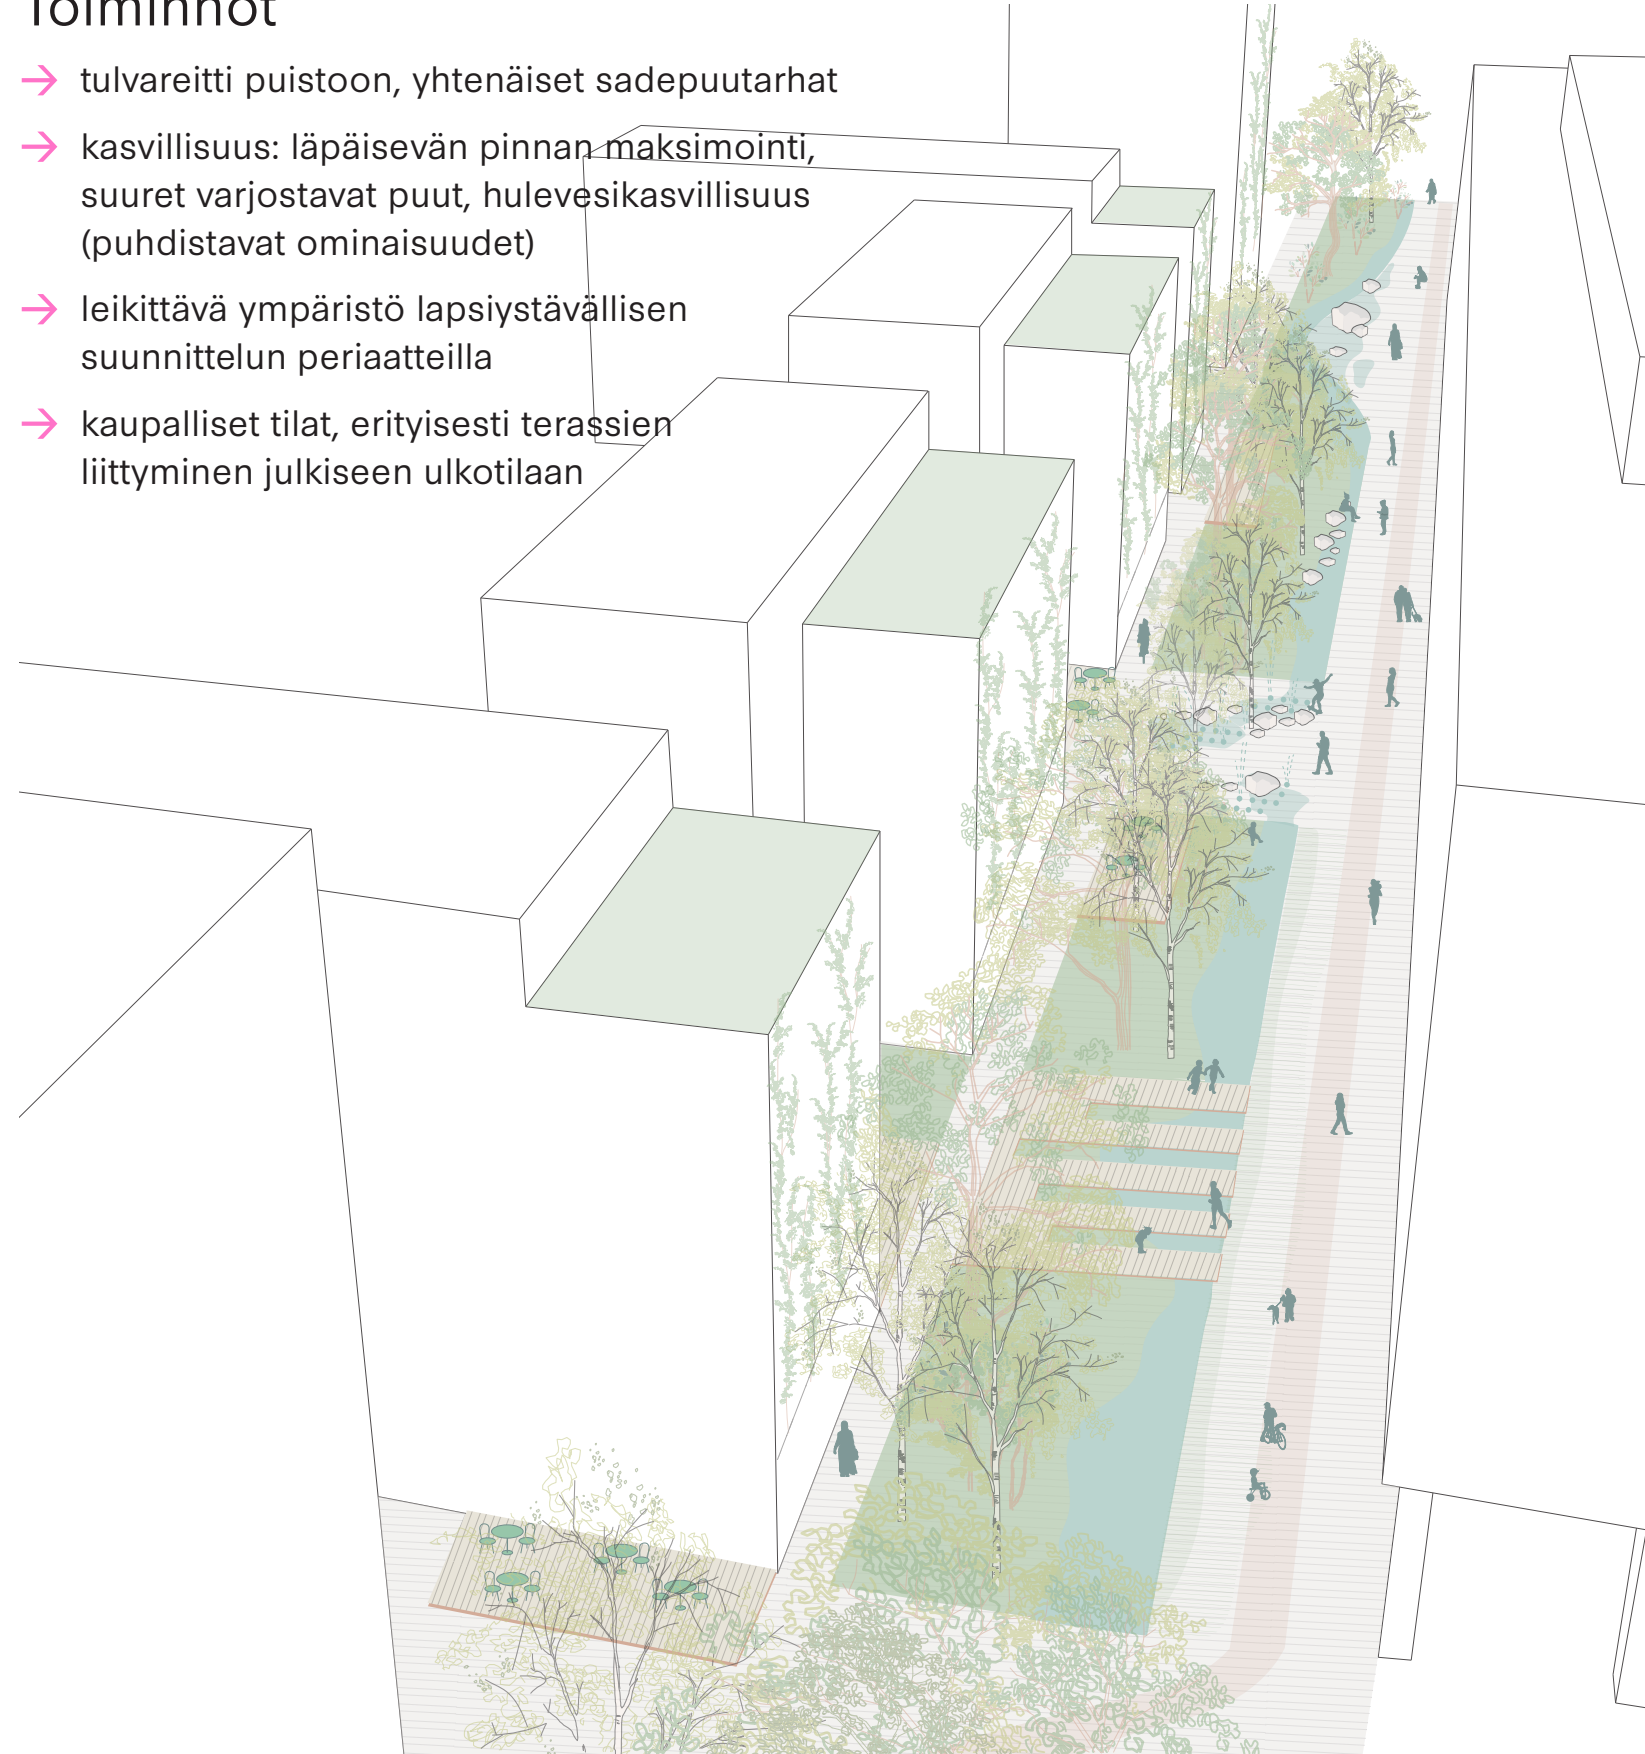 Toiminnot
→ tulvareitti puistoon, yhtenäiset sadepuutarhat
→ kasvillisuus: läpäisevän pinnan maksimointi,
suuret varjostavat puut, hulevesikasvillisuus
(puhdistavat ominaisuudet)
→ leikittävä ympäristö lapsiystävällisen
suunnittelun periaatteilla
→ kaupalliset tilat, erityisesti terassien
liittyminen julkiseen ulkotilaan